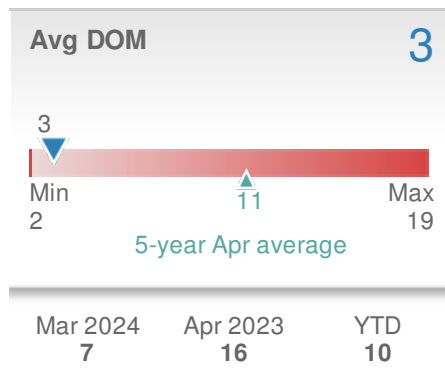 Avg DOM 3
3
Min Max
2 11 19
5-year Apr average
Mar 2024 Apr 2023 YTD
7 16 10